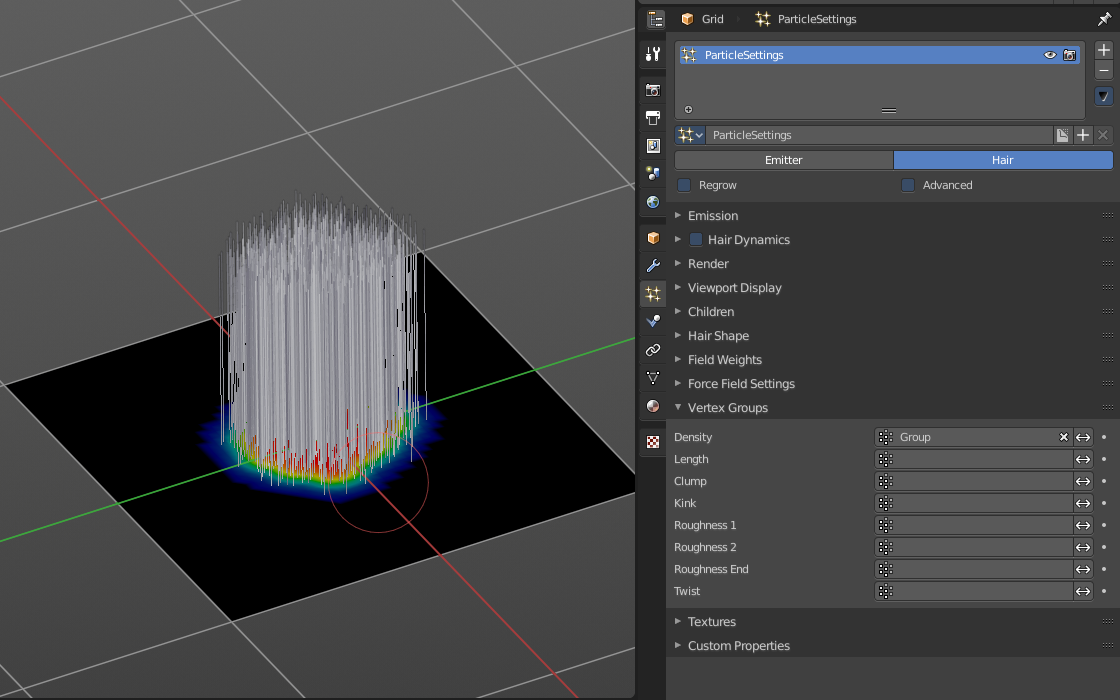 Grid ParticleSettings
ParticleSettings
ParticleSettings
Emitter Hair
Regrow Advanced
Emission
Hair Dynamics
Render
Viewport Display
Children
Hair Shape
Field Weights
Force Field Settings
Vertex Groups
Density Group
Length
Clump
Kink
Roughness 1
Roughness 2
Roughness End
Twist
Textures
Custom Properties